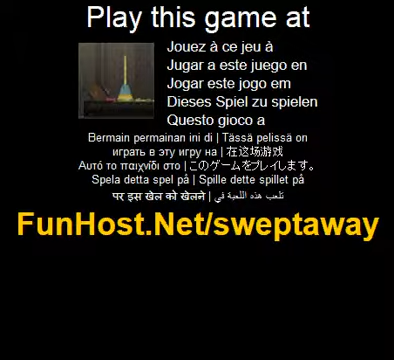 Play this game at
Jouez à ce jeu à
Jugar a este juego en
Jogar este jogo em
Dieses Spiel zu spielen
Questo gioco a
Bermain permainan ini di | Tässä pelissä on
играть в эту игру на | 在这场游戏
Αυτό το παιχνίδι στο | このゲームをプレイします。
Spela detta spel på | Spille dette spillet på
पर इस खेल को खेलने | تلعب هذه اللعبة في
FunHost.Net/sweptaway